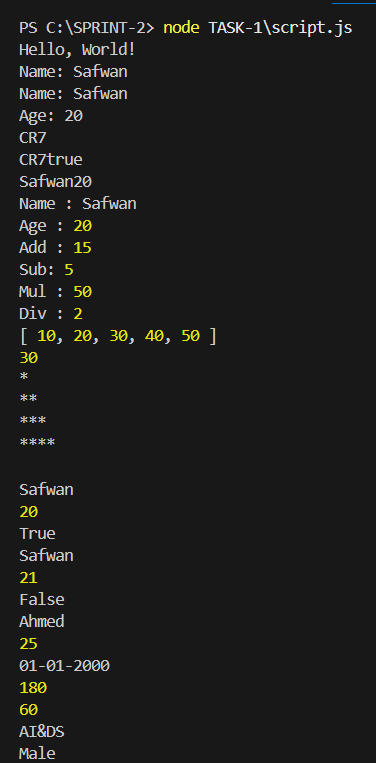 PS C:\SPRINT-2> node TASK-1\script.js
Hello, World!
Name: Safwan
Name: Safwan
Age: 20
CR7
CR7true
Safwan20
Name : Safwan
Age : 20
Add : 15
Sub: 5
Mul : 50
Div : 2
[ 10, 20, 30, 40, 50 ]
30
*
**
***
****

Safwan
20
True
Safwan
21
False
Ahmed
25
01-01-2000
180
60
AI&DS
Male